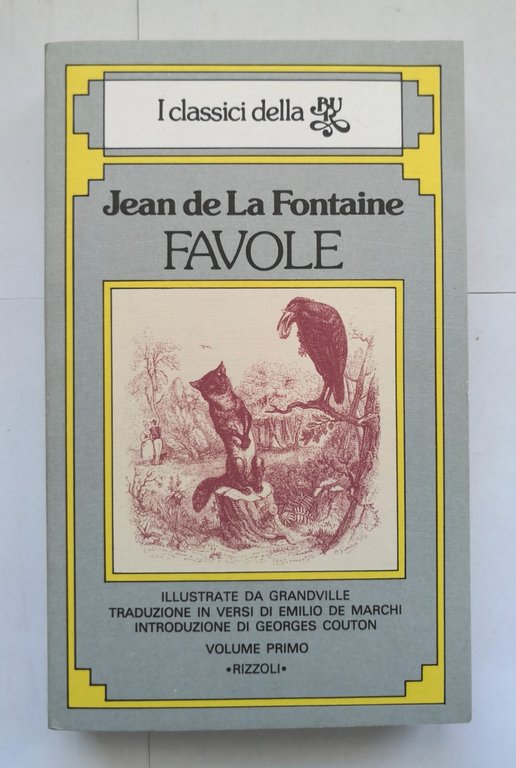 I classici della BUR
Jean de La Fontaine
FAVOLE
ILLUSTRATE DA GRANDVILLE
TRADUZIONE IN VERSI DI EMILIO DE MARCHI
INTRODUZIONE DI GEORGES COUTON
VOLUME PRIMO
•RIZZOLI•